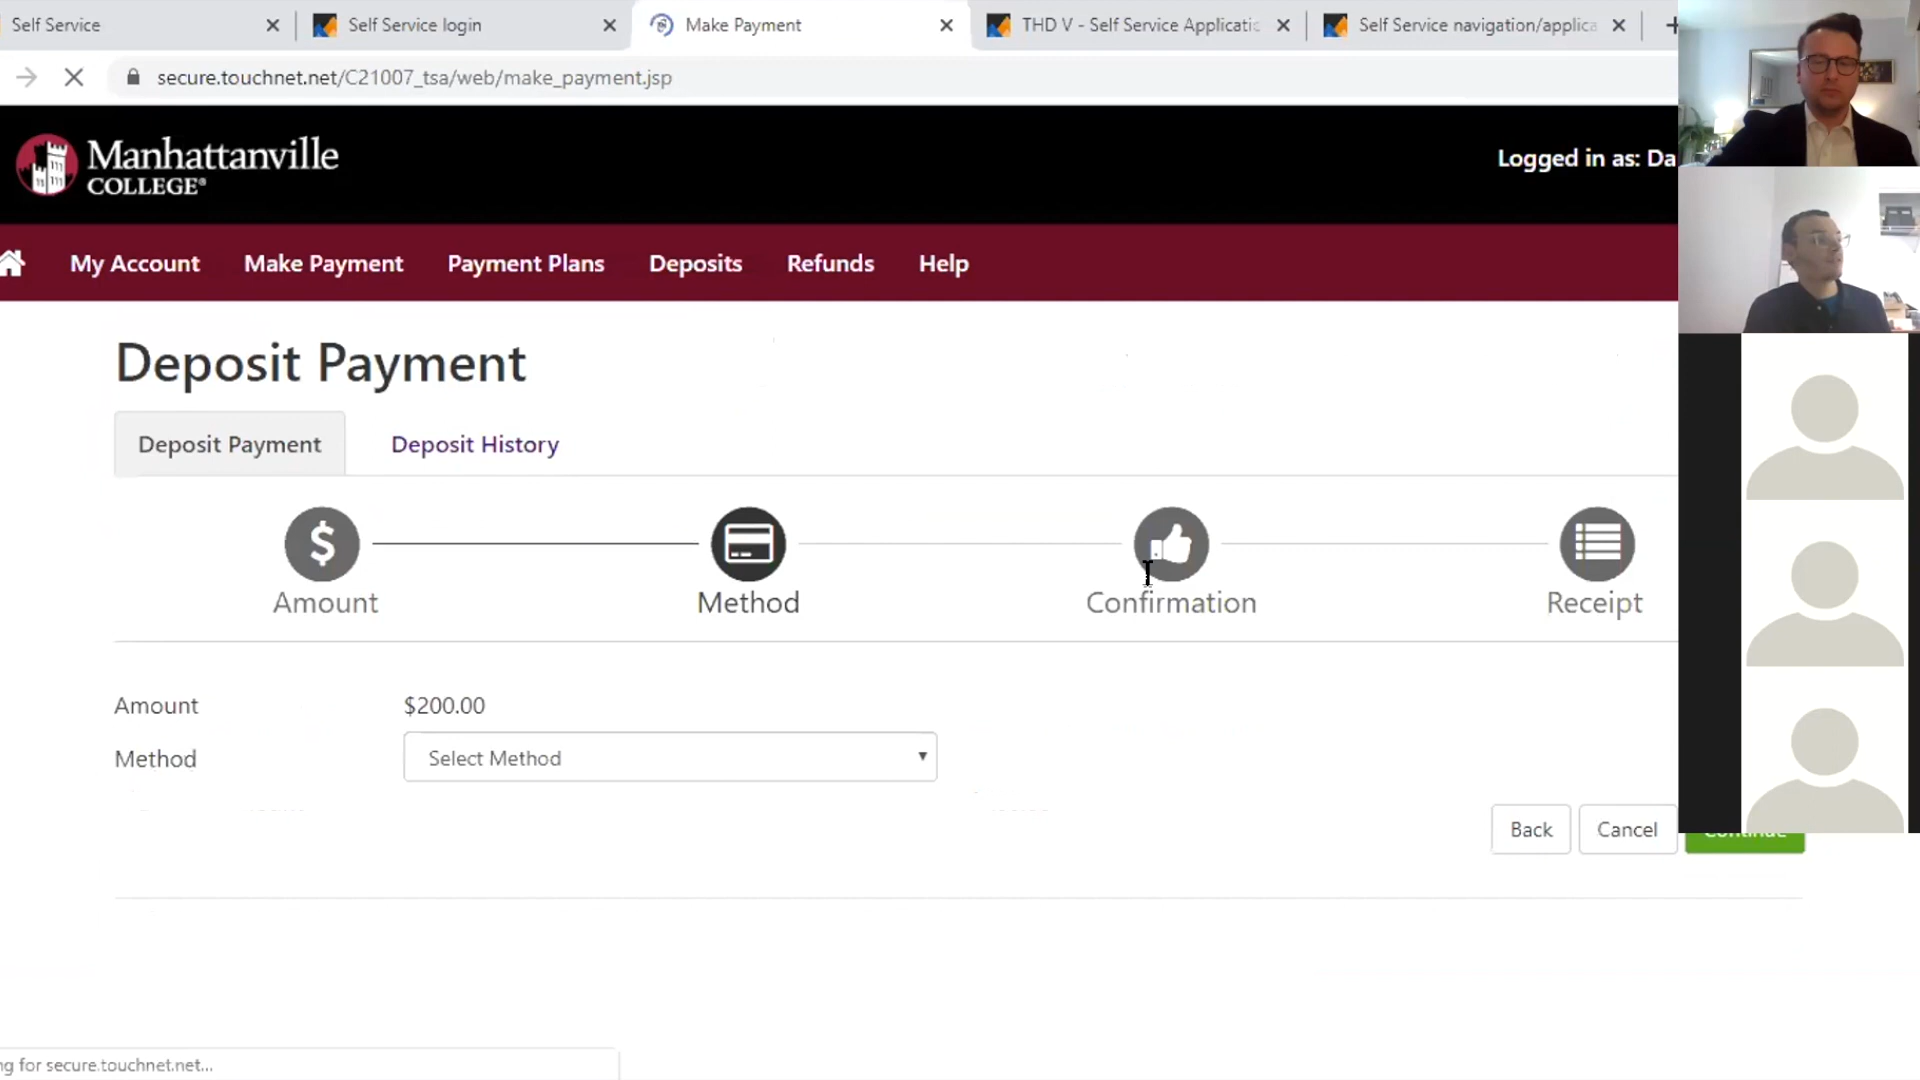 Self Service
Self Service login
Make Payment
THD V - Self Service Applicatio
Self Service navigation/applica
secure.touchnet.net/C21007_tsa/web/make_payment.jsp
Manhattanville
COLLEGE®
Logged in as: Da
My Account
Make Payment
Payment Plans
Deposits
Refunds
Help
Deposit Payment
Deposit Payment
Deposit History
Amount
Method
Confirmation
Receipt
Amount
$200.00
Method
Select Method
Back
Cancel
Continue
ng for secure.touchnet.net...